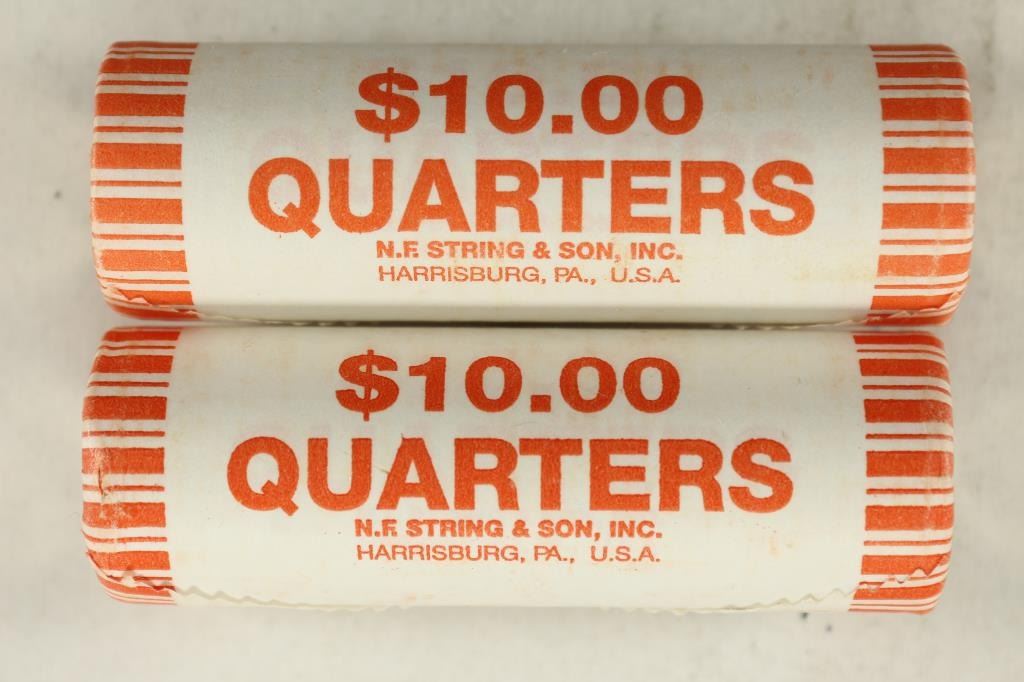 $10.00
QUARTERS
N.F. STRING & SON, INC.
HARRISBURG, PA., U.S.A.
$10.00
QUARTERS
N.F. STRING & SON, INC.
HARRISBURG, PA., U.S.A.